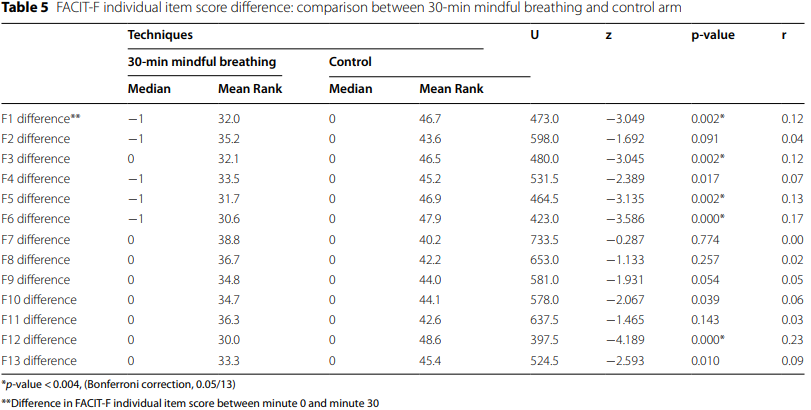 Table 5 FACIT-F individual item score difference: comparison between 30-min mindful breathing and control arm
Techniques U z p-value r
30-min mindful breathing Control
Median Mean Rank Median Mean Rank
F1 difference** −1 32.0 0 46.7 473.0 −3.049 0.002* 0.12
F2 difference −1 35.2 0 43.6 598.0 −1.692 0.091 0.04
F3 difference 0 32.1 0 46.5 480.0 −3.045 0.002* 0.12
F4 difference −1 33.5 0 45.2 531.5 −2.389 0.017 0.07
F5 difference −1 31.7 0 46.9 464.5 −3.135 0.002* 0.13
F6 difference −1 30.6 0 47.9 423.0 −3.586 0.000* 0.17
F7 difference 0 38.8 0 40.2 733.5 −0.287 0.774 0.00
F8 difference 0 36.7 0 42.2 653.0 −1.133 0.257 0.02
F9 difference 0 34.8 0 44.0 581.0 −1.931 0.054 0.05
F10 difference 0 34.7 0 44.1 578.0 −2.067 0.039 0.06
F11 difference 0 36.3 0 42.6 637.5 −1.465 0.143 0.03
F12 difference 0 30.0 0 48.6 397.5 −4.189 0.000* 0.23
F13 difference 0 33.3 0 45.4 524.5 −2.593 0.010 0.09
*p-value < 0.004, (Bonferroni correction, 0.05/13)
**Difference in FACIT-F individual item score between minute 0 and minute 30